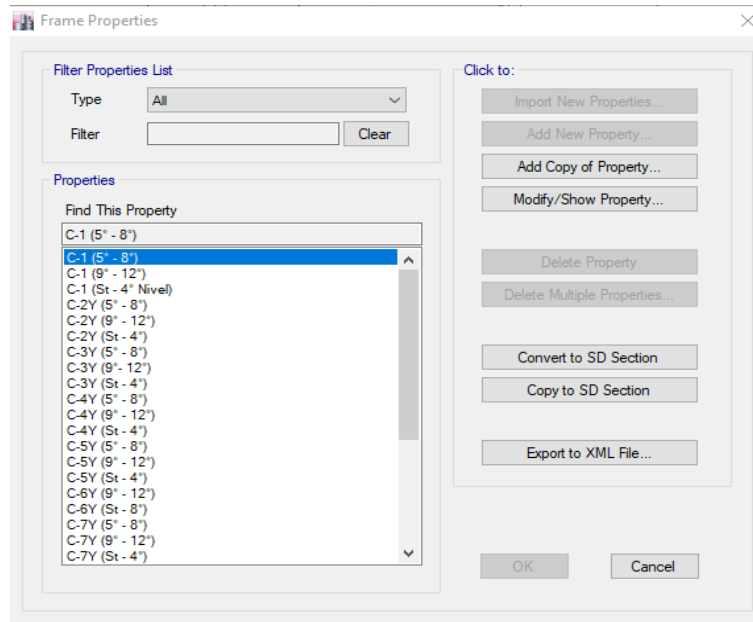 Frame Properties
Filter Properties List
Type
All
Filter
Clear
Properties
Find This Property
C-1 (5° - 8°)
C-1 (5° - 8°)
C-1 (9° - 12°)
C-1 (St - 4° Nivel)
C-2Y (5° - 8°)
C-2Y (9° - 12°)
C-2Y (St - 4°)
C-3Y (5° - 8°)
C-3Y (9°- 12°)
C-3Y (St - 4°)
C-4Y (5° - 8°)
C-4Y (9° - 12°)
C-4Y (St - 4°)
C-5Y (5° - 8°)
C-5Y (9° - 12°)
C-5Y (St - 4°)
C-6Y (9° - 12°)
C-6Y (St - 8°)
C-7Y (5° - 8°)
C-7Y (9° - 12°)
C-7Y (St - 4°)
Click to:
Import New Properties...
Add New Property...
Add Copy of Property...
Modify/Show Property...
Delete Property
Delete Multiple Properties...
Convert to SD Section
Copy to SD Section
Export to XML File...
OK
Cancel